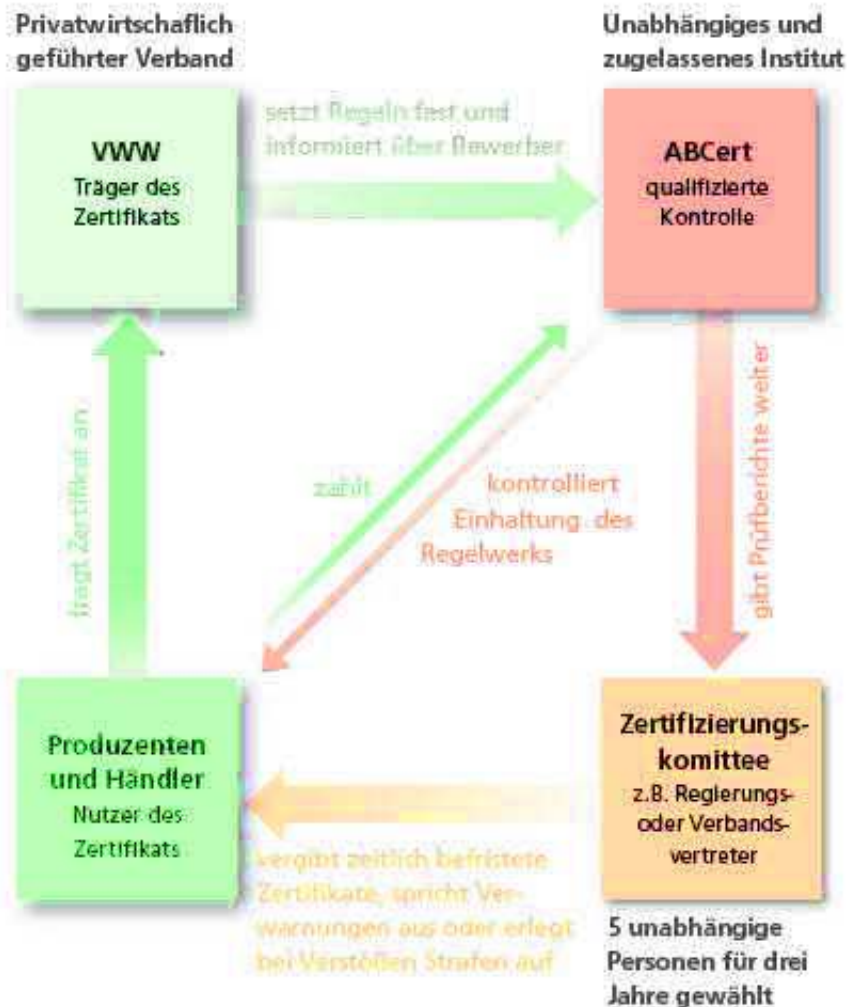 Privatwirtschaflich
geführter Verband
Unabhängiges und
zugelassenes Institut
VWW
Träger des
Zertifikats
setzt Regeln fest und
informiert über Bewerber
ABCert
qualifizierte
Kontrolle
fragt Zertifikat an
zahlt
kontrolliert
Einhaltung des
Regelwerks
gibt Prüfberichte weiter
Produzenten
und Händler
Nutzer des
Zertifikats
vergibt zeitlich befristete
Zertifikate, spricht Ver-
warnungen aus oder erlegt
bei Verstößen Strafen auf
Zertifizierungs-
komittee
z.B. Regierungs-
oder Verbands-
vertreter
5 unabhängige
Personen für drei
Jahre gewählt